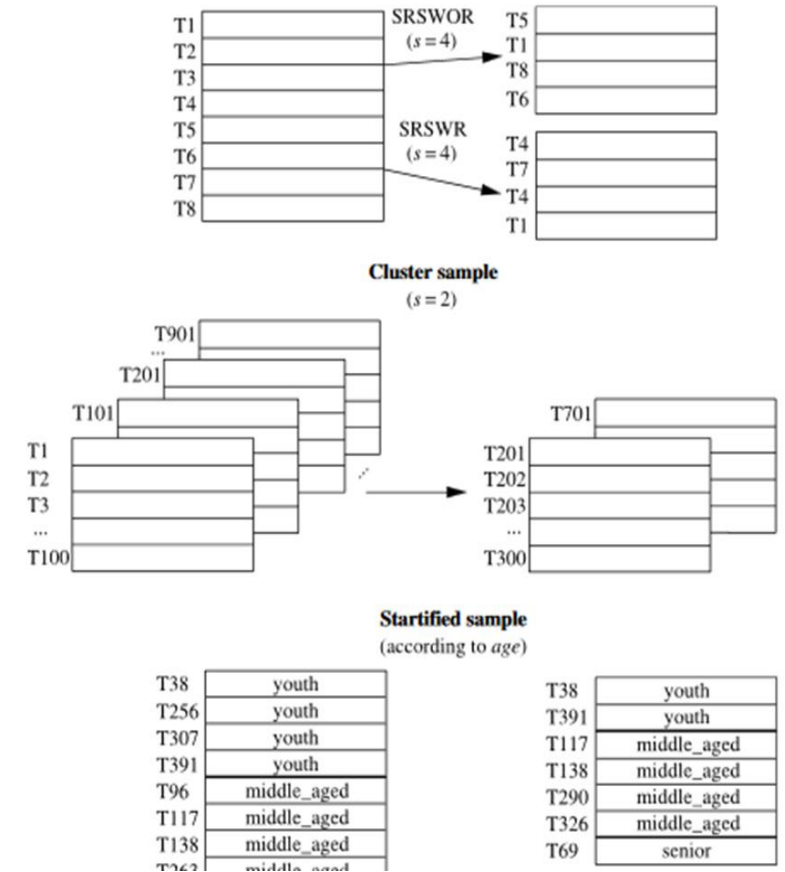 T1
T2
T3
T4
T5
T6
T7
T8
SRSWOR
(s=4)
T5
T1
T8
T6
SRSWR
(s=4)
T4
T7
T4
T1
Cluster sample
(s=2)
T901
...
T201
T101
T1
T2
T3
...
T100
T701
T201
T202
T203
...
T300
Startified sample
(according to age)
T38 youth
T256 youth
T307 youth
T391 youth
T96 middle_aged
T117 middle_aged
T138 middle_aged
T263 middle_aged
T38 youth
T391 youth
T117 middle_aged
T138 middle_aged
T290 middle_aged
T326 middle_aged
T69 senior